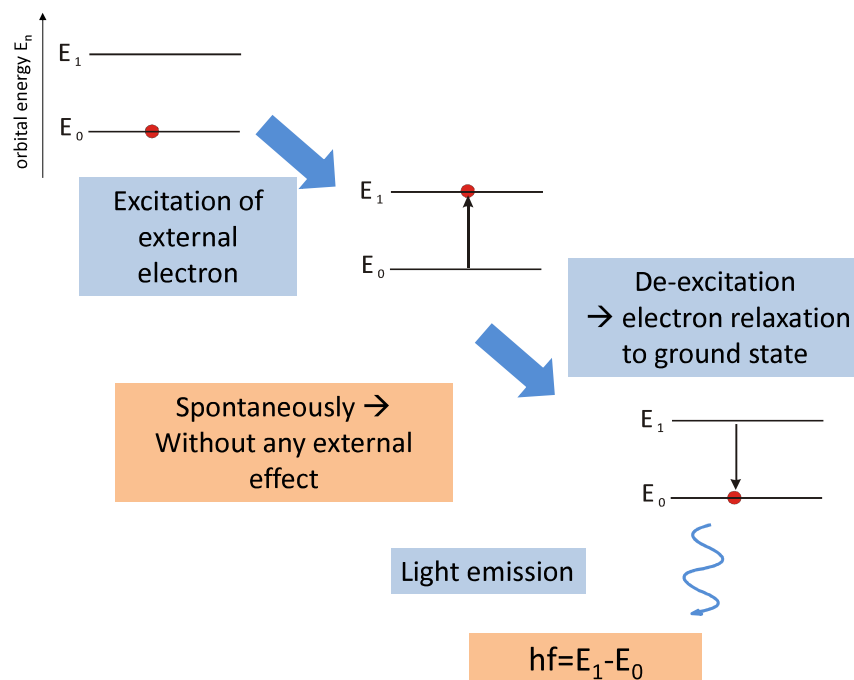 orbital energy Eₙ
E₁
E₀
Excitation of
external
electron
E₁
E₀
De-excitation
→ electron relaxation
to ground state
Spontaneously →
Without any external
effect
E₁
E₀
Light emission
hf=E₁-E₀